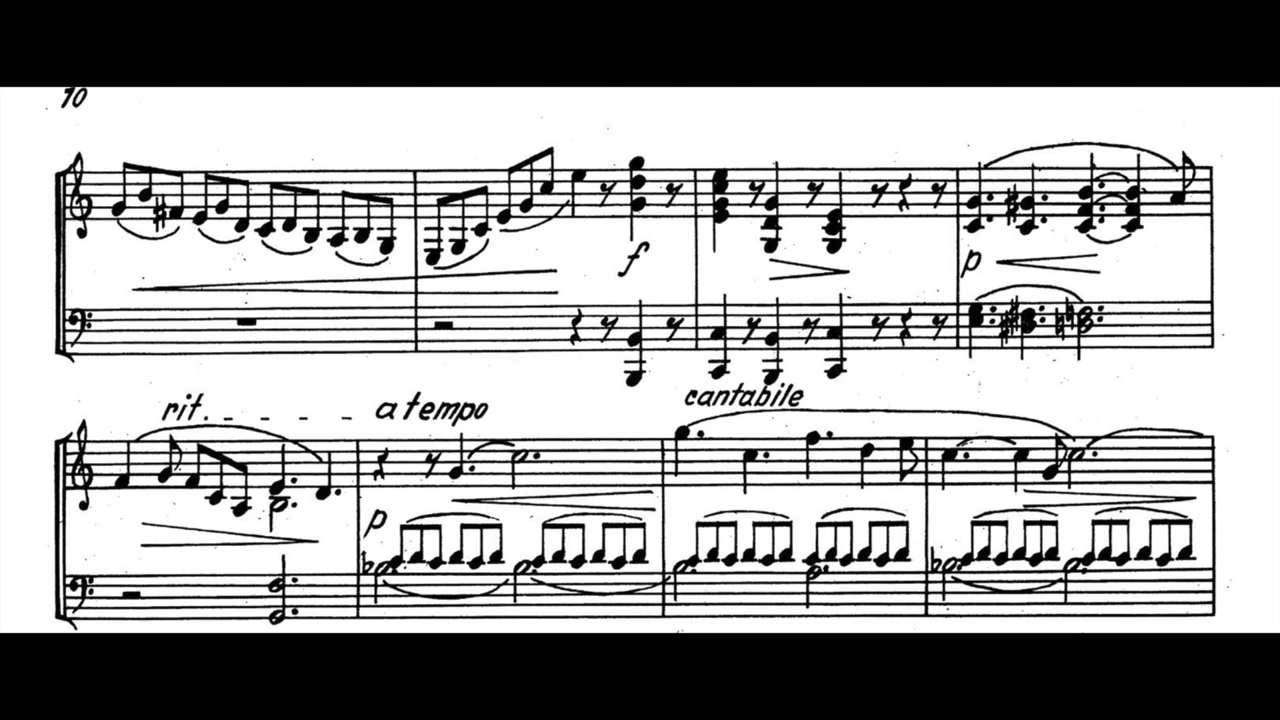 10
f
p
rit. _ _ _ _ a tempo
cantabile
p